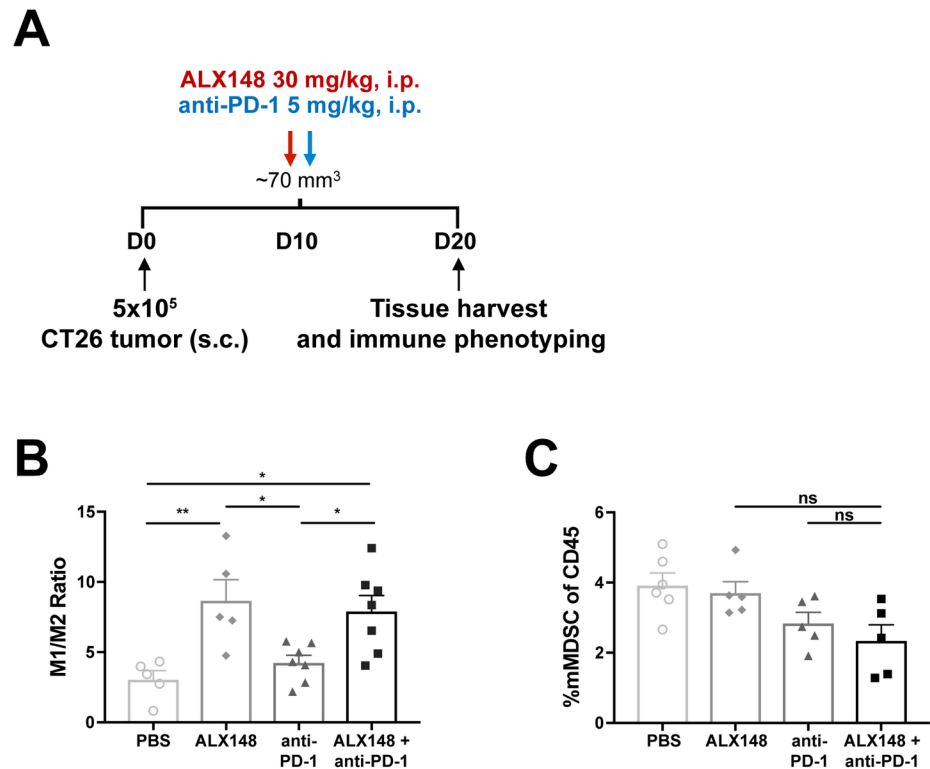 A
ALX148 30 mg/kg, i.p.
anti-PD-1 5 mg/kg, i.p.
~70 mm³
D0 D10 D20
5x10⁵
CT26 tumor (s.c.)
Tissue harvest
and immune phenotyping
B
*
** * *
M1/M2 Ratio
15
10
5
0
PBS ALX148 anti-
PD-1 ALX148 +
anti-PD-1
C
ns
ns
%mMDSC of CD45
6
4
2
0
PBS ALX148 anti-
PD-1 ALX148 +
anti-PD-1